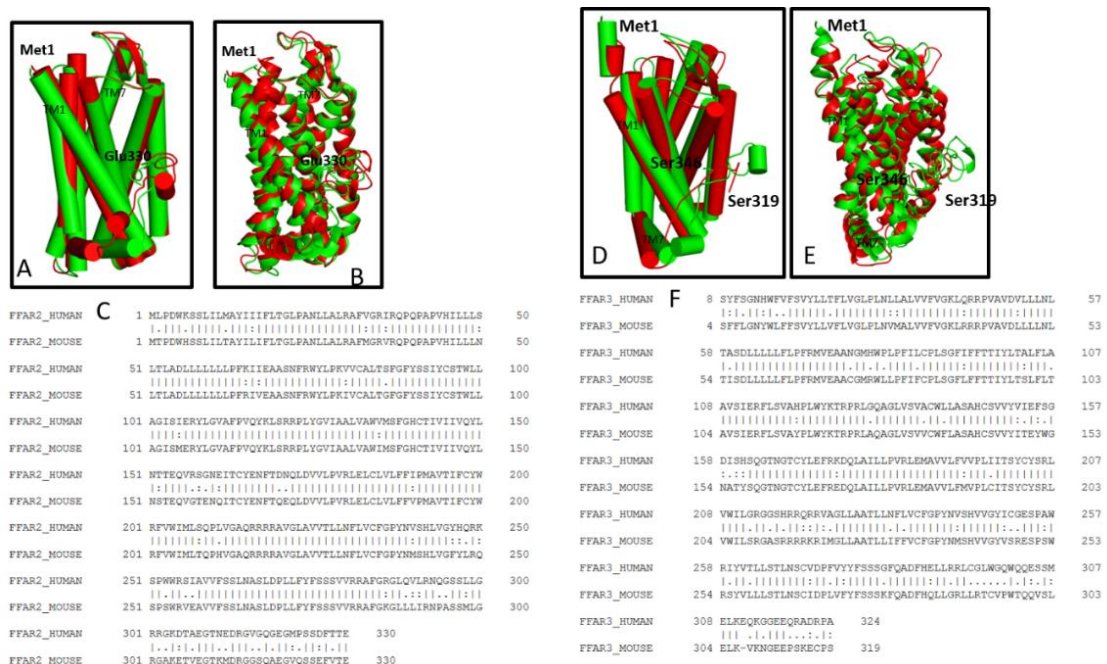 Met1
TM1
TM7
Glu330
A
Met1
TM1
TM7
Glu330
B
Met1
TM1
Ser346
Ser319
TM7
D
Met1
TM1
Ser346
Ser319
TM7
E
C
FFAR2_HUMAN 1 MLPDWKSSLILMAYIIIFLTGLPANLLALRAFVGRIRQPQPAPVHILLLS 50
FFAR2_MOUSE 1 MTPDWHSSLILTAYILIFLTGLPANLLALRAFMGRVRQPQPAPVHILLLN 50
FFAR2_HUMAN 51 LTLADLLLLLLLPFKIIEAASNFRWYLPKVVCALTSFGFYSSIYCSTWLL 100
FFAR2_MOUSE 51 LTLADLLLLLLLPFRIVEAASNFRWYLPKIVCALTGFGFYSSIYCSTWLL 100
FFAR2_HUMAN 101 AGISIERYLGVAFPVQYKLSRRPLYGVIAALVAWVMSFGHCTIVIIVQYL 150
FFAR2_MOUSE 101 AGISMERYLGVAFPVQYKLSRRPLYGVIAALVAWIMSFGHCTIVIIVQYL 150
FFAR2_HUMAN 151 NTTEQVRSGNEITCYENFTDNQLDVVLPVRLELCLVLFFIPMAVTIFCYW 200
FFAR2_MOUSE 151 NSTEQVGTENQITCYENFTQEQLDVVLPVRLELCLVLFFVPMAVTIFCYW 200
FFAR2_HUMAN 201 RFVWIMLSQPLVGAQRRRRAVGLAVVTLLNFLVCFGPYNVSHLVGYHQRK 250
FFAR2_MOUSE 201 RFVWIMLTQPHVGAQRRRRAVGLAVVTLLNFLVCFGPYNMSHLVGFYLRQ 250
FFAR2_HUMAN 251 SPWWRSIAVVFSSLNASLDPLLFYFSSSVVRRAFGRGLQVLRNQGSSLLG 300
FFAR2_MOUSE 251 SPSWRVEAVVFSSLNASLDPLLFYFSSSVVRRAFGKGLLLIRNPASSMLG 300
FFAR2_HUMAN 301 RRGKDTAEGTNEDRGVGQGEGMPSSDFTTE 330
FFAR2_MOUSE 301 RGAKETVEGTKMDRGGSQAEGVQSSEFVTE 330
F
FFAR3_HUMAN 8 SYFSGNHWFVFSVYLLTFLVGLPLNLLALVVFVGKLQRRPVAVDVLLLNL 57
FFAR3_MOUSE 4 SFFLGNYWLFFSVYLLVFLVGLPLNVMALVVFVGKLRRRPVAVDLLLLNL 53
FFAR3_HUMAN 58 TASDLLLLLFLPFRMVEAANGMHWPLPFILCPLSGFIFFTTIYLTALFLA 107
FFAR3_MOUSE 54 TISDLLLLLFLPFRMVEAACGMRWLLPFIFCPLSGFLFFTTIYLTSLFLT 103
FFAR3_HUMAN 108 AVSIERFLSVAHPLWYKTRPRLGQAGLVSVACWLLASAHCSVVYVIEFSG 157
FFAR3_MOUSE 104 AVSIERFLSVAYPLWYKTRPRLAQAGLVSVVCWFLASAHCSVVYITEYWG 153
FFAR3_HUMAN 158 DISHSQGTNGTCYLEFRKDQLAILLPVRLEMAVVLFVVPLIITSYCYSRL 207
FFAR3_MOUSE 154 NATYSQGTNGTCYLEFREDQLAILLPVRLEMAVVLFMVPLCITSYCYSRL 203
FFAR3_HUMAN 208 VWILGRGGSHRRQRRVAGLLAATLLNFLVCFGPYNVSHVVGYICGESPAW 257
FFAR3_MOUSE 204 VWILSRGASRRRRKRIMGLLAATLLIFFVCFGPYNMSHVVGYVSRESPSW 253
FFAR3_HUMAN 258 RIYVTLLSTLNSCVDPFVYYFSSSGFQADFHELLRRLCGLWGQWQQESSM 307
FFAR3_MOUSE 254 RSYVLLLSTLNSCIDPLVFYFSSSKFQADFHQLLGRLLRTCVPWTQQVSL 303
FFAR3_HUMAN 308 ELKEQKGGEEQRADRPA 324
FFAR3_MOUSE 304 ELK-VKNGEEPSKECPS 319